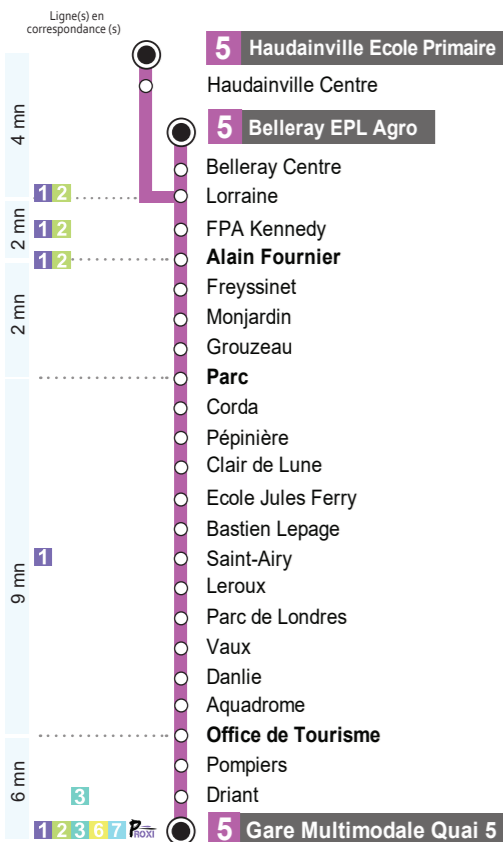 Ligne(s) en
correspondance (s)
5 Haudainville Ecole Primaire
Haudainville Centre
4 mn
5 Belleray EPL Agro
Belleray Centre
1 2 Lorraine
2 mn
1 2 FPA Kennedy
1 2 Alain Fournier
Freyssinet
2 mn
Monjardin
Grouzeau
Parc
Corda
Pépinière
Clair de Lune
Ecole Jules Ferry
Bastien Lepage
1 Saint-Airy
9 mn
Leroux
Parc de Londres
Vaux
Danlie
Aquadrome
Office de Tourisme
Pompiers
6 mn
3 Driant
1 2 3 6 7 PROXI 5 Gare Multimodale Quai 5